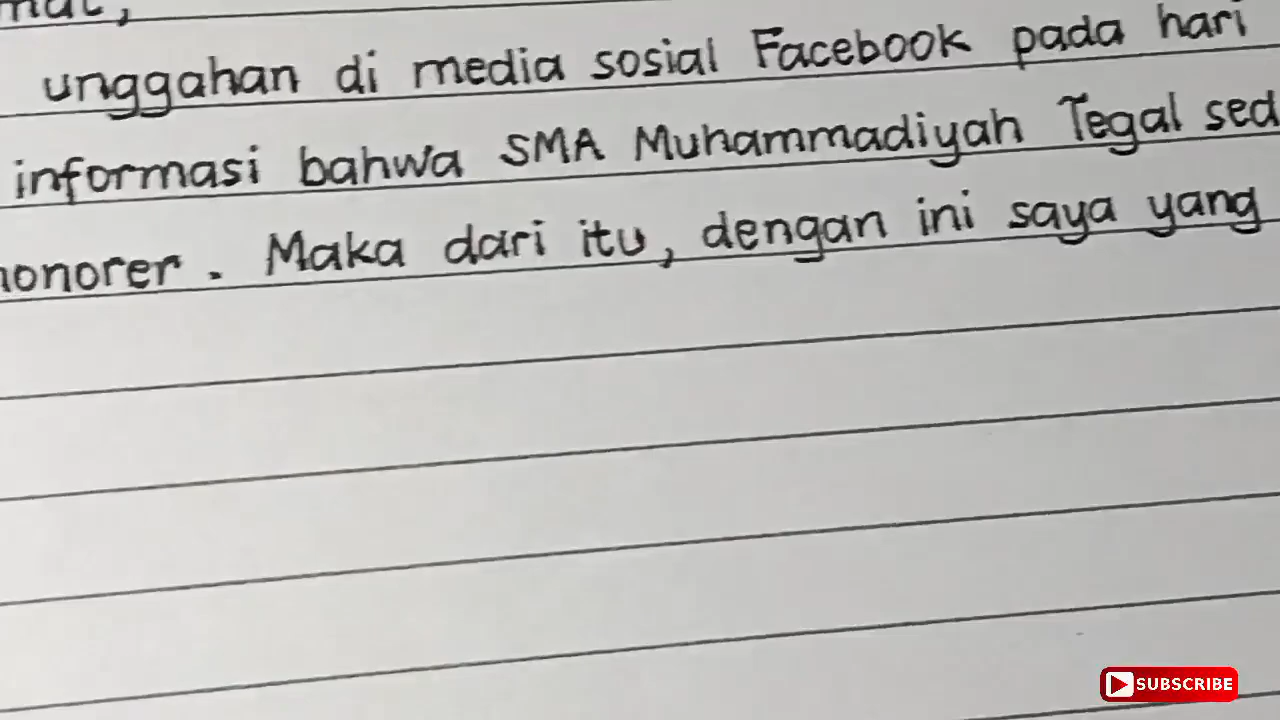 unggahan di media sosial Facebook pada hari
informasi bahwa SMA Muhammadiyah Tegal sed
honorer. Maka dari itu, dengan ini saya yang
SUBSCRIBE